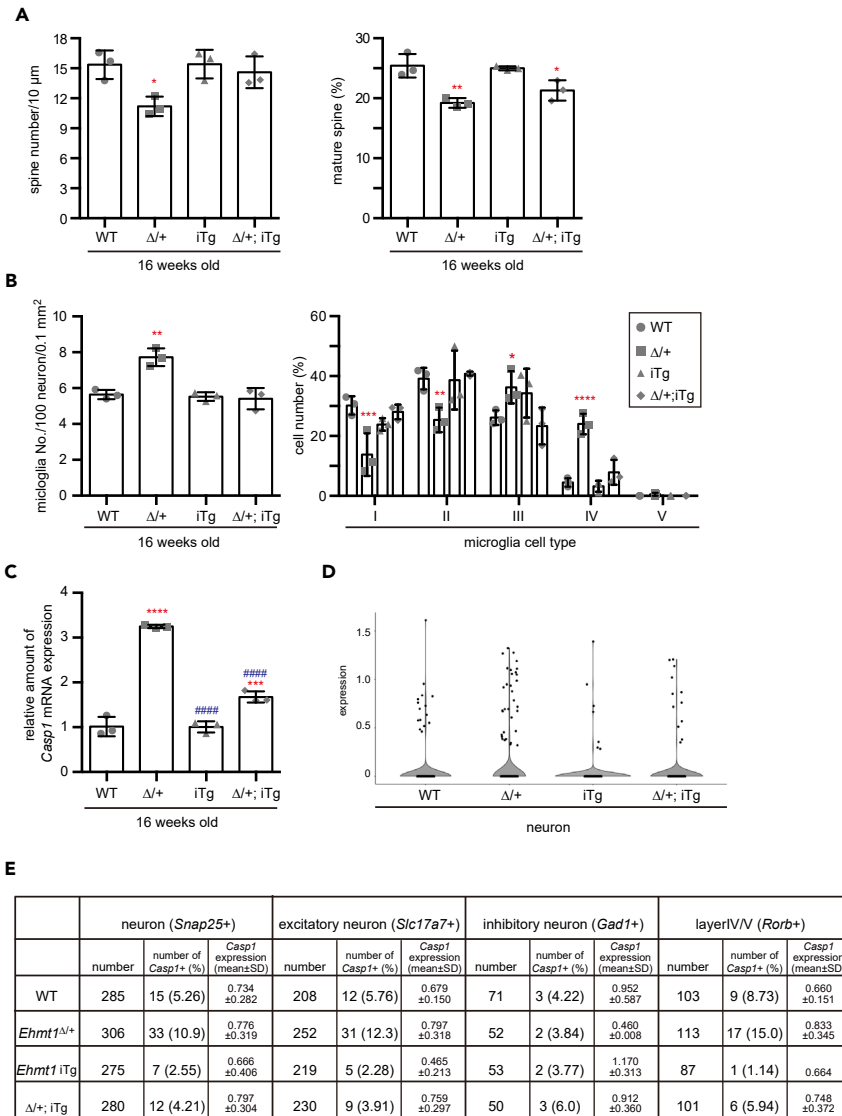 A
spine number/10 µm
18
15
12
9
6
3
0
*
WT
Δ/+
iTg
Δ/+; iTg
16 weeks old
mature spine (%)
30
20
10
0
**
*
WT
Δ/+
iTg
Δ/+; iTg
16 weeks old
B
micloglia No./100 neuron/0.1 mm²
10
8
6
4
2
0
**
WT
Δ/+
iTg
Δ/+; iTg
16 weeks old
cell number (%)
60
40
20
0
***
**
*
****
I
II
III
IV
V
microglia cell type
WT
Δ/+
iTg
Δ/+;iTg
C
relative amount of
Casp1 mRNA expression
4
3
2
1
0
****
####
####
***
WT
Δ/+
iTg
Δ/+; iTg
16 weeks old
D
expression
1.5
1.0
0.5
0
WT
Δ/+
iTg
Δ/+; iTg
neuron
E
neuron (Snap25+) excitatory neuron (Slc17a7+) inhibitory neuron (Gad1+) layerIV/V (Rorb+)
number number of Casp1+ (%) Casp1 expression (mean±SD) number number of Casp1+ (%) Casp1 expression (mean±SD) number number of Casp1+ (%) Casp1 expression (mean±SD) number number of Casp1+ (%) Casp1 expression (mean±SD)
WT 285 15 (5.26) 0.734 ±0.282 208 12 (5.76) 0.679 ±0.150 71 3 (4.22) 0.952 ±0.587 103 9 (8.73) 0.660 ±0.151
Ehmt1Δ/+ 306 33 (10.9) 0.776 ±0.319 252 31 (12.3) 0.797 ±0.318 52 2 (3.84) 0.460 ±0.008 113 17 (15.0) 0.833 ±0.345
Ehmt1 iTg 275 7 (2.55) 0.666 ±0.406 219 5 (2.28) 0.465 ±0.213 53 2 (3.77) 1.170 ±0.313 87 1 (1.14) 0.664
Δ/+; iTg 280 12 (4.21) 0.797 ±0.304 230 9 (3.91) 0.759 ±0.297 50 3 (6.0) 0.912 ±0.360 101 6 (5.94) 0.748 ±0.372